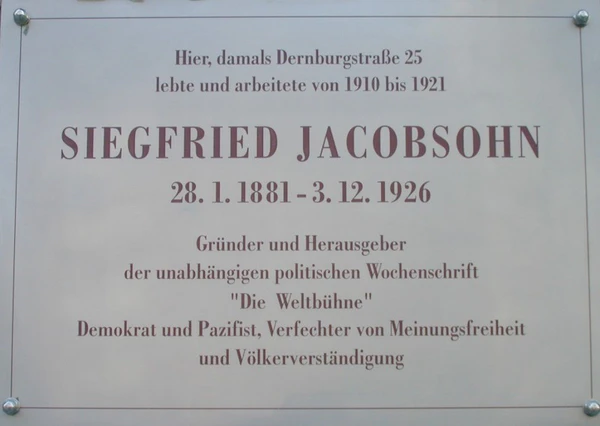 Hier, damals Dernburgstraße 25
lebte und arbeitete von 1910 bis 1921
SIEGFRIED JACOBSOHN
28. 1. 1881 – 3. 12. 1926
Gründer und Herausgeber
der unabhängigen politischen Wochenschrift
"Die Weltbühne"
Demokrat und Pazifist, Verfechter von Meinungsfreiheit
und Völkerverständigung